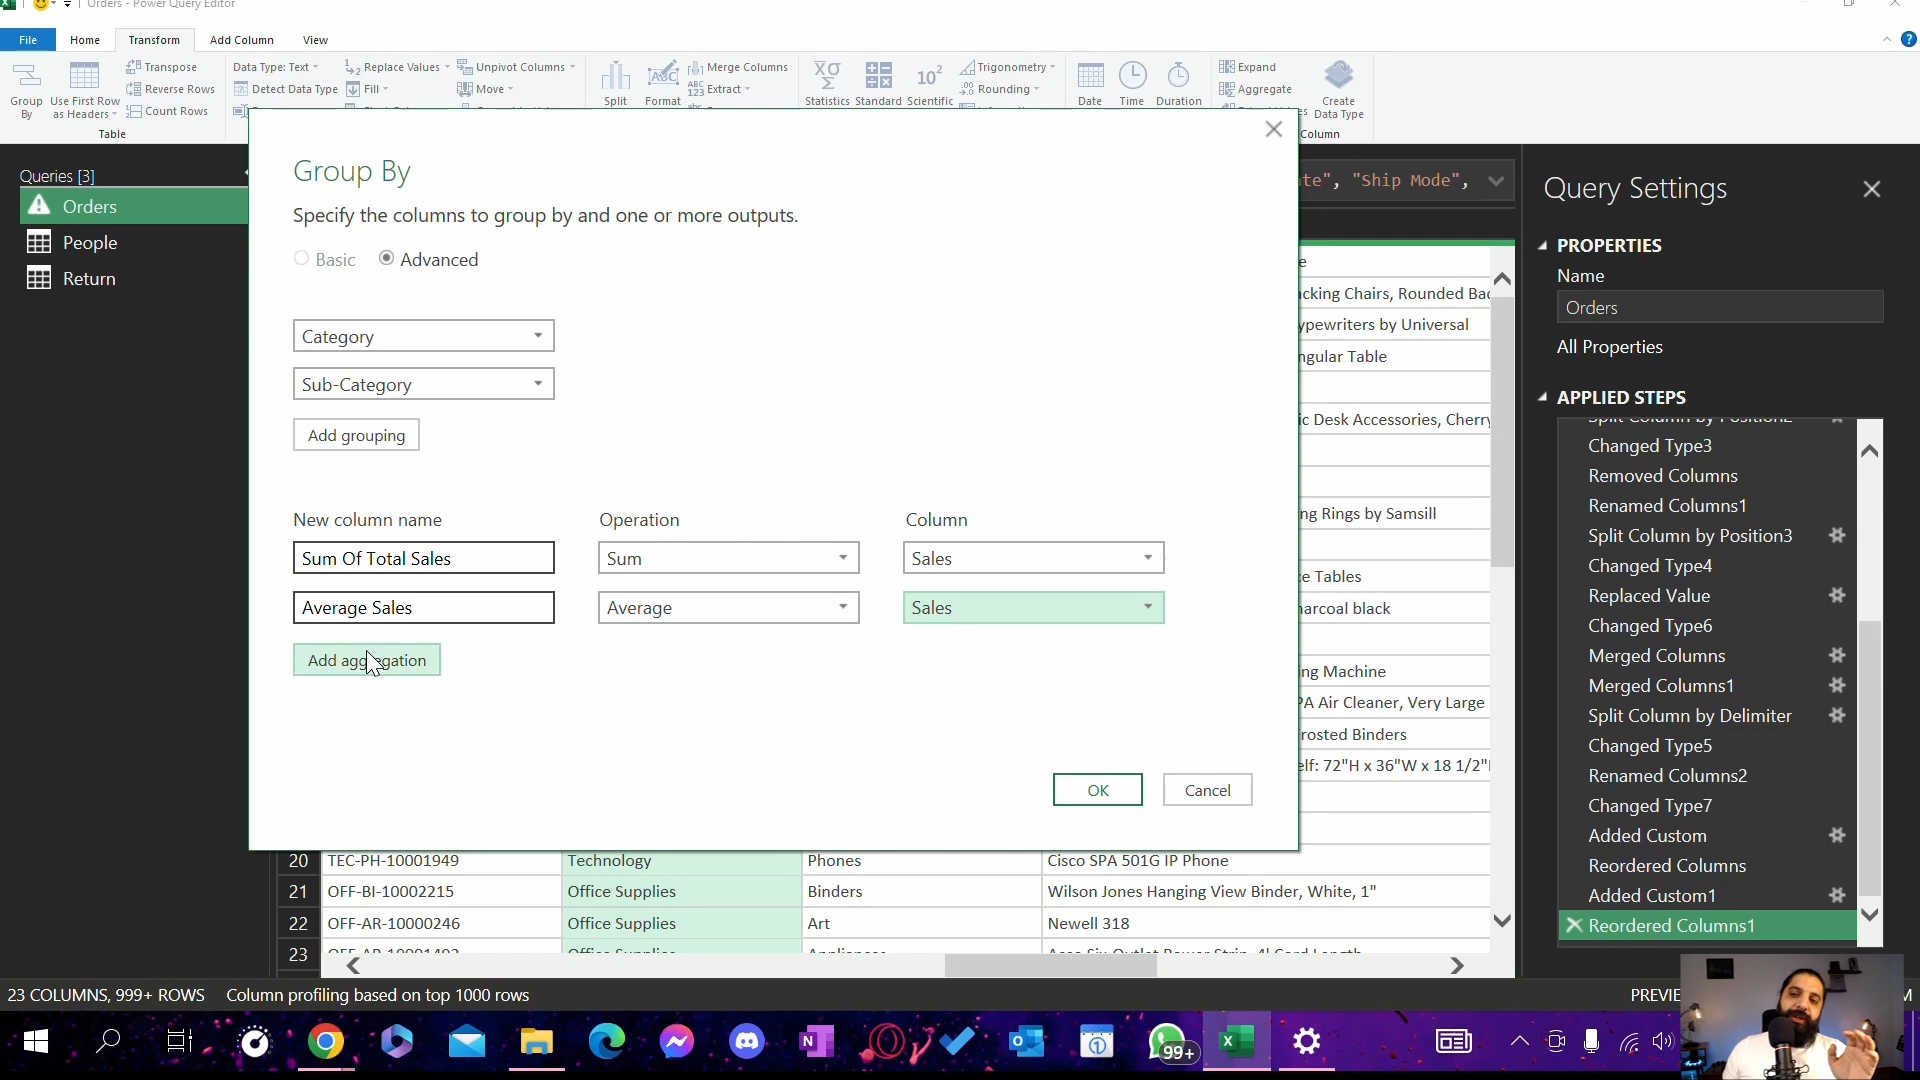 Orders - Power Query Editor
File
Home
Transform
Add Column
View
Group By
Use First Row as Headers
Transpose
Reverse Rows
Count Rows
Table
Data Type: Text
Detect Data Type
Replace Values
Fill
Unpivot Columns
Move
Split
Format
Merge Columns
Extract
Statistics
Standard
Scientific
Trigonometry
Rounding
Date
Time
Duration
Expand
Aggregate
Create Data Type
Column
Queries [3]
Orders
People
Return
Group By
Specify the columns to group by and one or more outputs.
Basic
Advanced
Category
Sub-Category
Add grouping
New column name
Operation
Column
Sum Of Total Sales
Sum
Sales
Average Sales
Average
Sales
Add aggregation
OK
Cancel
te", "Ship Mode",
e
cking Chairs, Rounded Bac
ypewriters by Universal
ngular Table
ic Desk Accessories, Cherry
ng Rings by Samsill
ce Tables
harcoal black
ing Machine
PA Air Cleaner, Very Large
rosted Binders
elf: 72"H x 36"W x 18 1/2"
20 TEC-PH-10001949 Technology Phones Cisco SPA 501G IP Phone
21 OFF-BI-10002215 Office Supplies Binders Wilson Jones Hanging View Binder, White, 1"
22 OFF-AR-10000246 Office Supplies Art Newell 318
23
Query Settings
PROPERTIES
Name
Orders
All Properties
APPLIED STEPS
Split Column by Position2
Changed Type3
Removed Columns
Renamed Columns1
Split Column by Position3
Changed Type4
Replaced Value
Changed Type6
Merged Columns
Merged Columns1
Split Column by Delimiter
Changed Type5
Renamed Columns2
Changed Type7
Added Custom
Reordered Columns
Added Custom1
Reordered Columns1
23 COLUMNS, 999+ ROWS
Column profiling based on top 1000 rows
PREVIE
M
99+